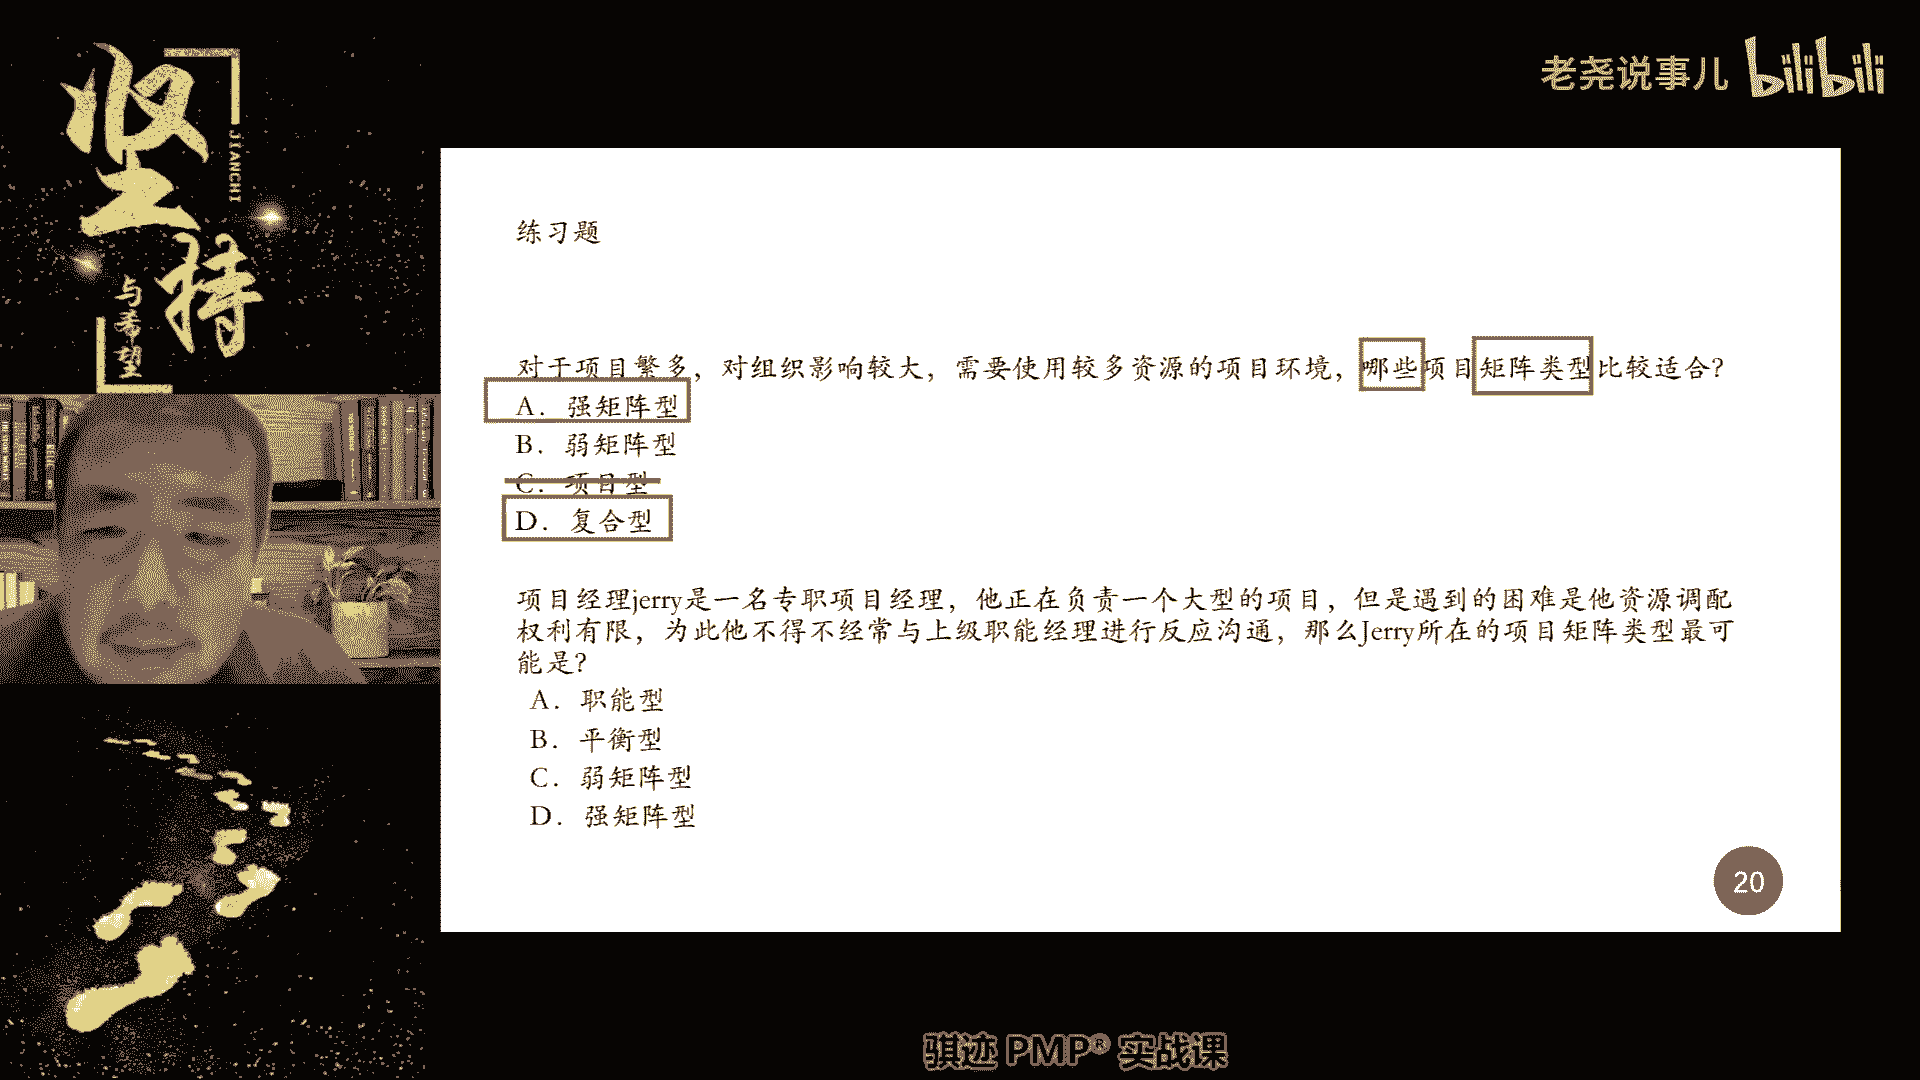 坚持
JIANCHI
与希望
老尧说事儿 bilibili
练习题
对于项目繁多，对组织影响较大，需要使用较多资源的项目环境，哪些项目矩阵类型比较适合？
A. 强矩阵型
B. 弱矩阵型
C. 项目型
D. 复合型
项目经理jerry是一名专职项目经理，他正在负责一个大型的项目，但是遇到的困难是他资源调配
权利有限，为此他不得不经常与上级职能经理进行反应沟通，那么Jerry所在的项目矩阵类型最可
能是？
A. 职能型
B. 平衡型
C. 弱矩阵型
D. 强矩阵型
20
骐迹 PMP® 实战课